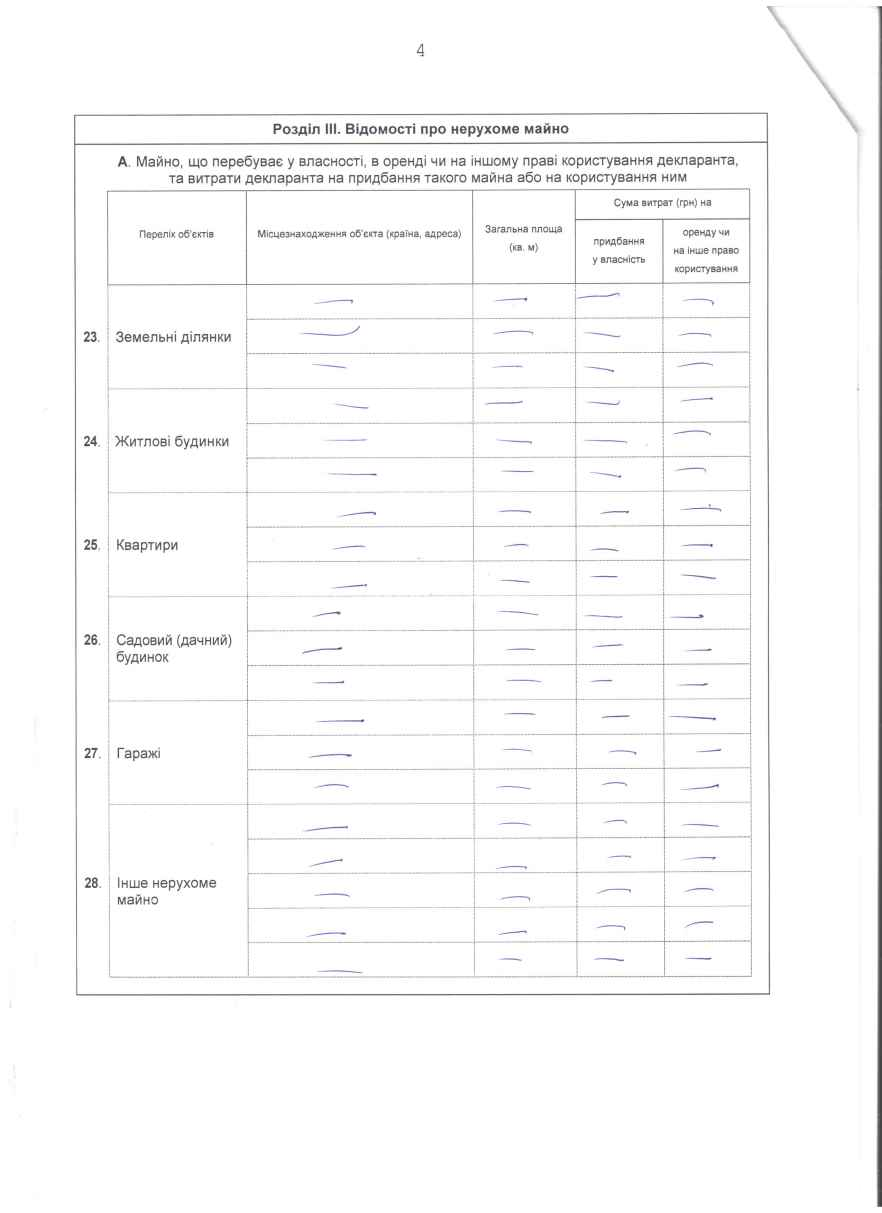 4
Розділ III. Відомості про нерухоме майно
А. Майно, що перебуває у власності, в оренді чи на іншому праві користування декларанта,
та витрати декларанта на придбання такого майна або на користування ним
Перелік об'єктів
Місцезнаходження об'єкта (країна, адреса)
Загальна площа
(кв. м)
Сума витрат (грн) на
придбання
у власність
оренду чи
на інше право
користування
23. Земельні ділянки
— — — —
— — — —
— — — —
24. Житлові будинки
— — — —
— — — —
— — — —
25. Квартири
— — — —
— — — —
— — — —
26. Садовий (дачний)
будинок
— — — —
— — — —
— — — —
27. Гаражі
— — — —
— — — —
— — — —
28. Інше нерухоме
майно
— — — —
— — — —
— — — —
— — — —
— — — —